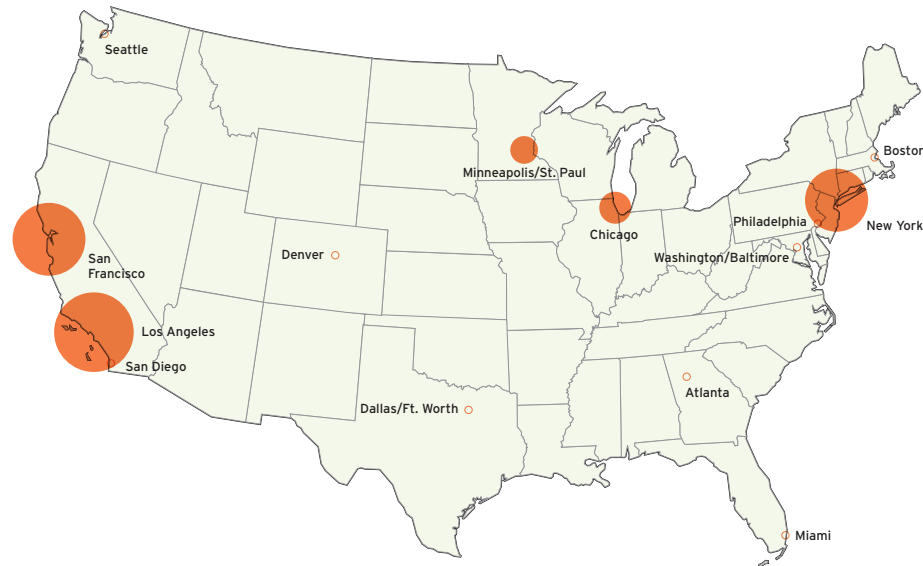 Seattle
Boston
Minneapolis/St. Paul
Philadelphia
New York
Chicago
Denver
Washington/Baltimore
San
Francisco
Los Angeles
San Diego
Atlanta
Dallas/Ft. Worth
Miami